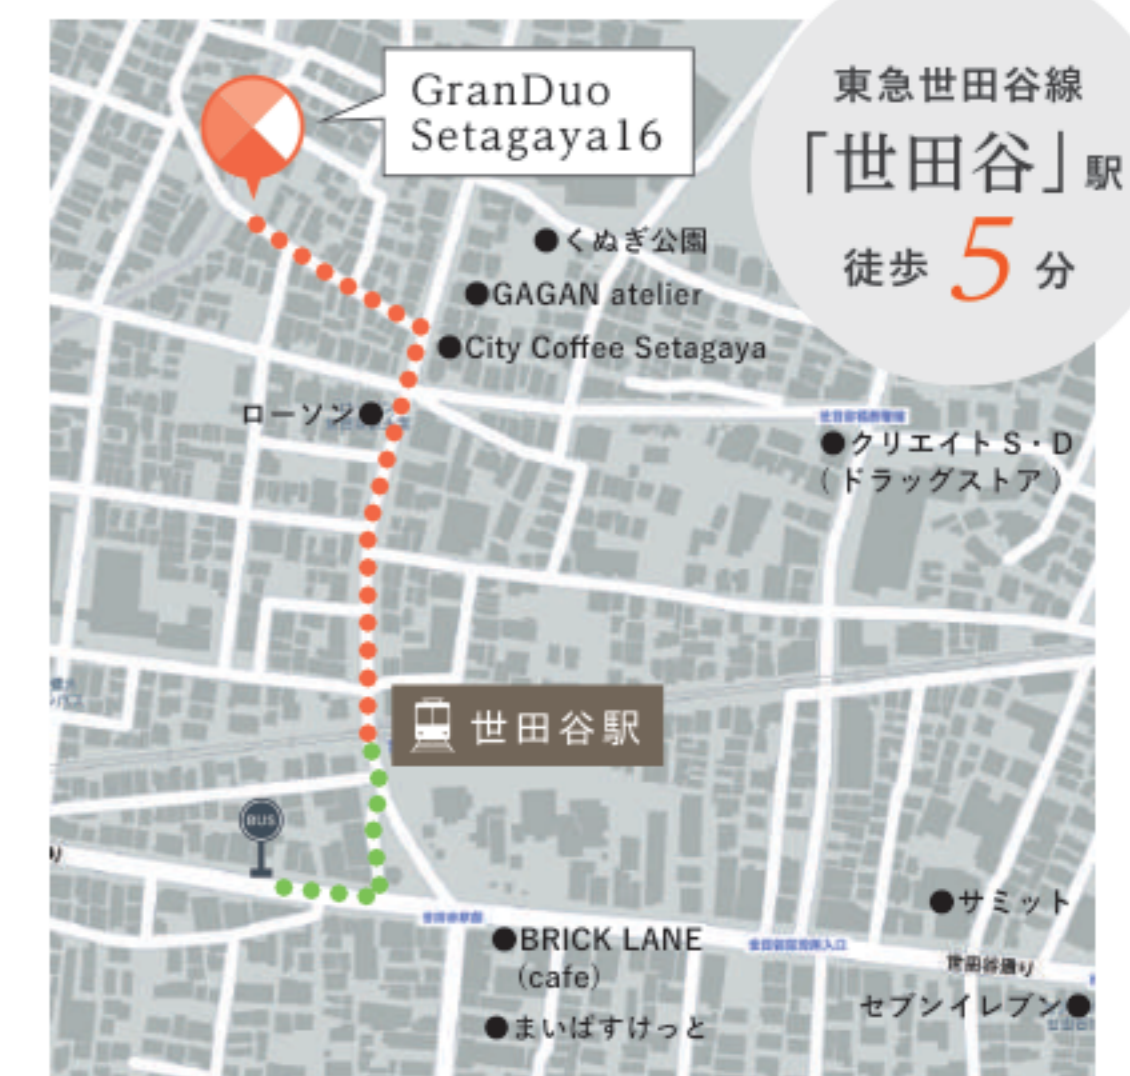 GranDuo
Setagaya16
東急世田谷線
「世田谷」駅
徒歩 5 分
●くぬぎ公園
●GAGAN atelier
●City Coffee Setagaya
ローソン●
●クリエイトS・D
(ドラッグストア)
世田谷駅
BUS
●サミット
●BRICK LANE
(cafe)
世田谷通り
セブンイレブン●
●まいばすけっと